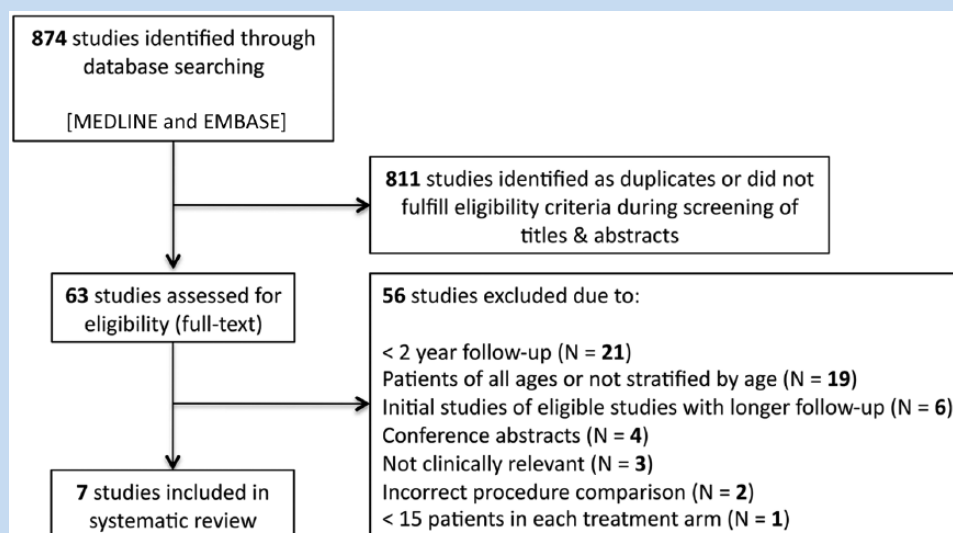 874 studies identified through
database searching
[MEDLINE and EMBASE]
811 studies identified as duplicates or did not
fulfill eligibility criteria during screening of
titles & abstracts
63 studies assessed for
eligibility (full-text)
56 studies excluded due to:
< 2 year follow-up (N = 21)
Patients of all ages or not stratified by age (N = 19)
Initial studies of eligible studies with longer follow-up (N = 6)
Conference abstracts (N = 4)
Not clinically relevant (N = 3)
Incorrect procedure comparison (N = 2)
< 15 patients in each treatment arm (N = 1)
7 studies included in
systematic review